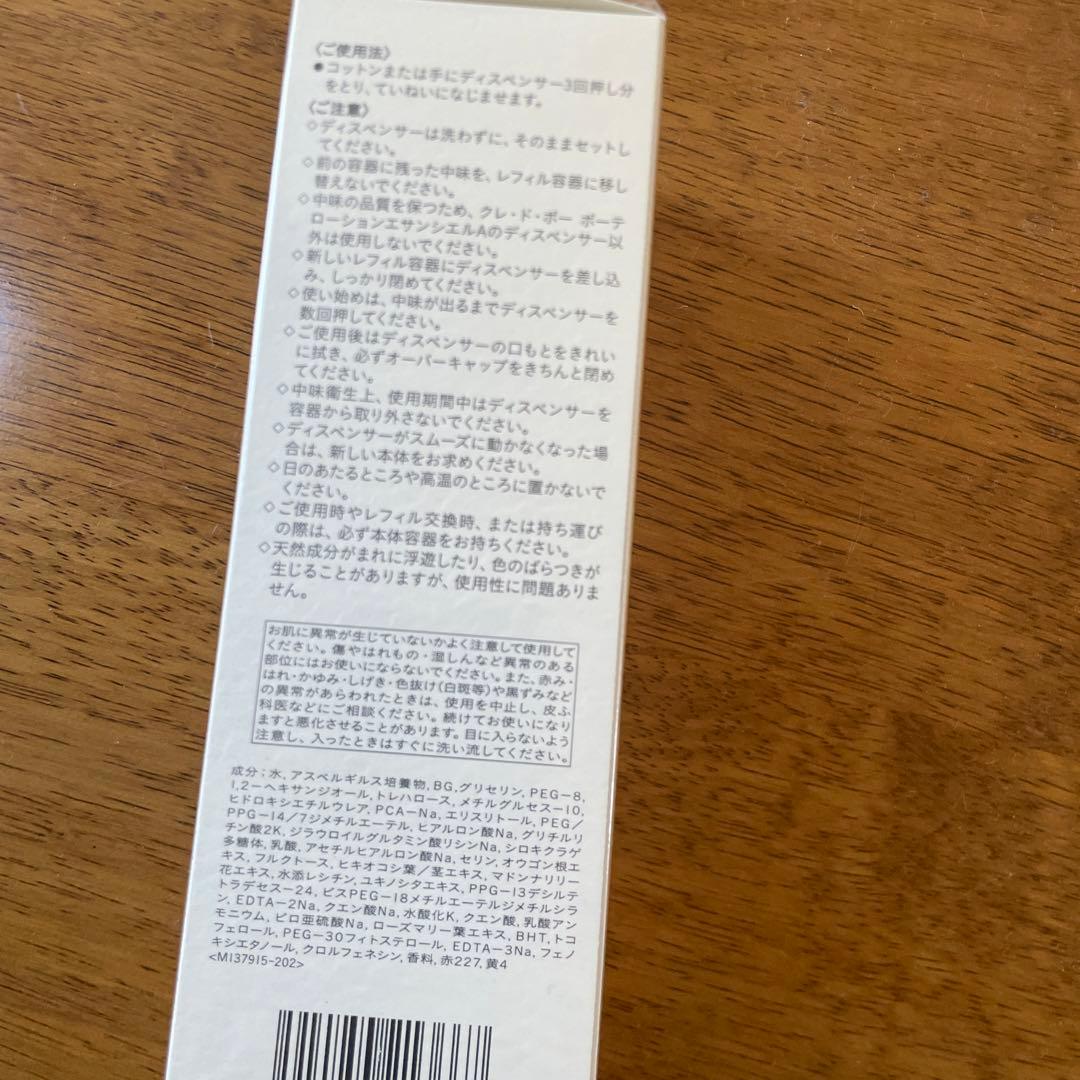 〈ご使用法〉
●コットンまたは手にディスペンサー3回押し分
をとり、ていねいになじませます。
〈ご注意〉
◇ディスペンサーは洗わずに、そのままセットし
てください。
◇前の容器に残った中味を、レフィル容器に移し
替えないでください。
◇中味の品質を保つため、クレ・ド・ポー ボーテ
ローションエサンシエルAのディスペンサー以
外は使用しないでください。
◇新しいレフィル容器にディスペンサーを差し込
み、しっかり閉めてください。
◇使い始めは、中味が出るまでディスペンサーを
数回押してください。
◇ご使用後はディスペンサーの口もとをきれい
に拭き、必ずオーバーキャップをきちんと閉め
てください。
◇中味衛生上、使用期間中はディスペンサーを
容器から取り外さないでください。
◇ディスペンサーがスムーズに動かなくなった場
合は、新しい本体をお求めください。
◇日のあたるところや高温のところに置かないで
ください。
◇ご使用時やレフィル交換時、または持ち運び
の際は、必ず本体容器をお持ちください。
◇天然成分がまれに浮遊したり、色のばらつきが
生じることがありますが、使用性に問題ありま
せん。
お肌に異常が生じていないかよく注意して使用して
ください。傷やはれもの・湿しんなど異常のある
部位にはお使いにならないでください。また、赤み・
はれ・かゆみ・しげき・色抜け(白斑等)や黒ずみなど
の異常があらわれたときは、使用を中止し、皮ふ
科医などにご相談ください。続けてお使いになり
ますと悪化させることがあります。目に入らないよう
注意し、入ったときはすぐに洗い流してください。
成分;水,アスペルギルス培養物,BG,グリセリン,PEG-8,
1,2-ヘキサンジオール,トレハロース,メチルグルセス-10,
ヒドロキシエチルウレア,PCA-Na,エリスリトール,PEG/
PPG-14/7ジメチルエーテル,ヒアルロン酸Na,グリチルリ
チン酸2K,ジラウロイルグルタミン酸リシンNa,シロキクラゲ
多糖体,乳酸,アセチルヒアルロン酸Na,セリン,オウゴン根エ
キス,フルクトース,ヒキオコシ葉/茎エキス,マドンナリリー
花エキス,水添レシチン,ユキノシタエキス,PPG-13デシルテ
トラデセス-24,ビスPEG-18メチルエーテルジメチルシラ
ン,EDTA-2Na,クエン酸Na,水酸化K,クエン酸,乳酸アン
モニウム,ピロ亜硫酸Na,ローズマリー葉エキス,BHT,トコ
フェロール,PEG-30フィトステロール,EDTA-3Na,フェノ
キシエタノール,クロルフェネシン,香料,赤227,黄4
<M137915-202>